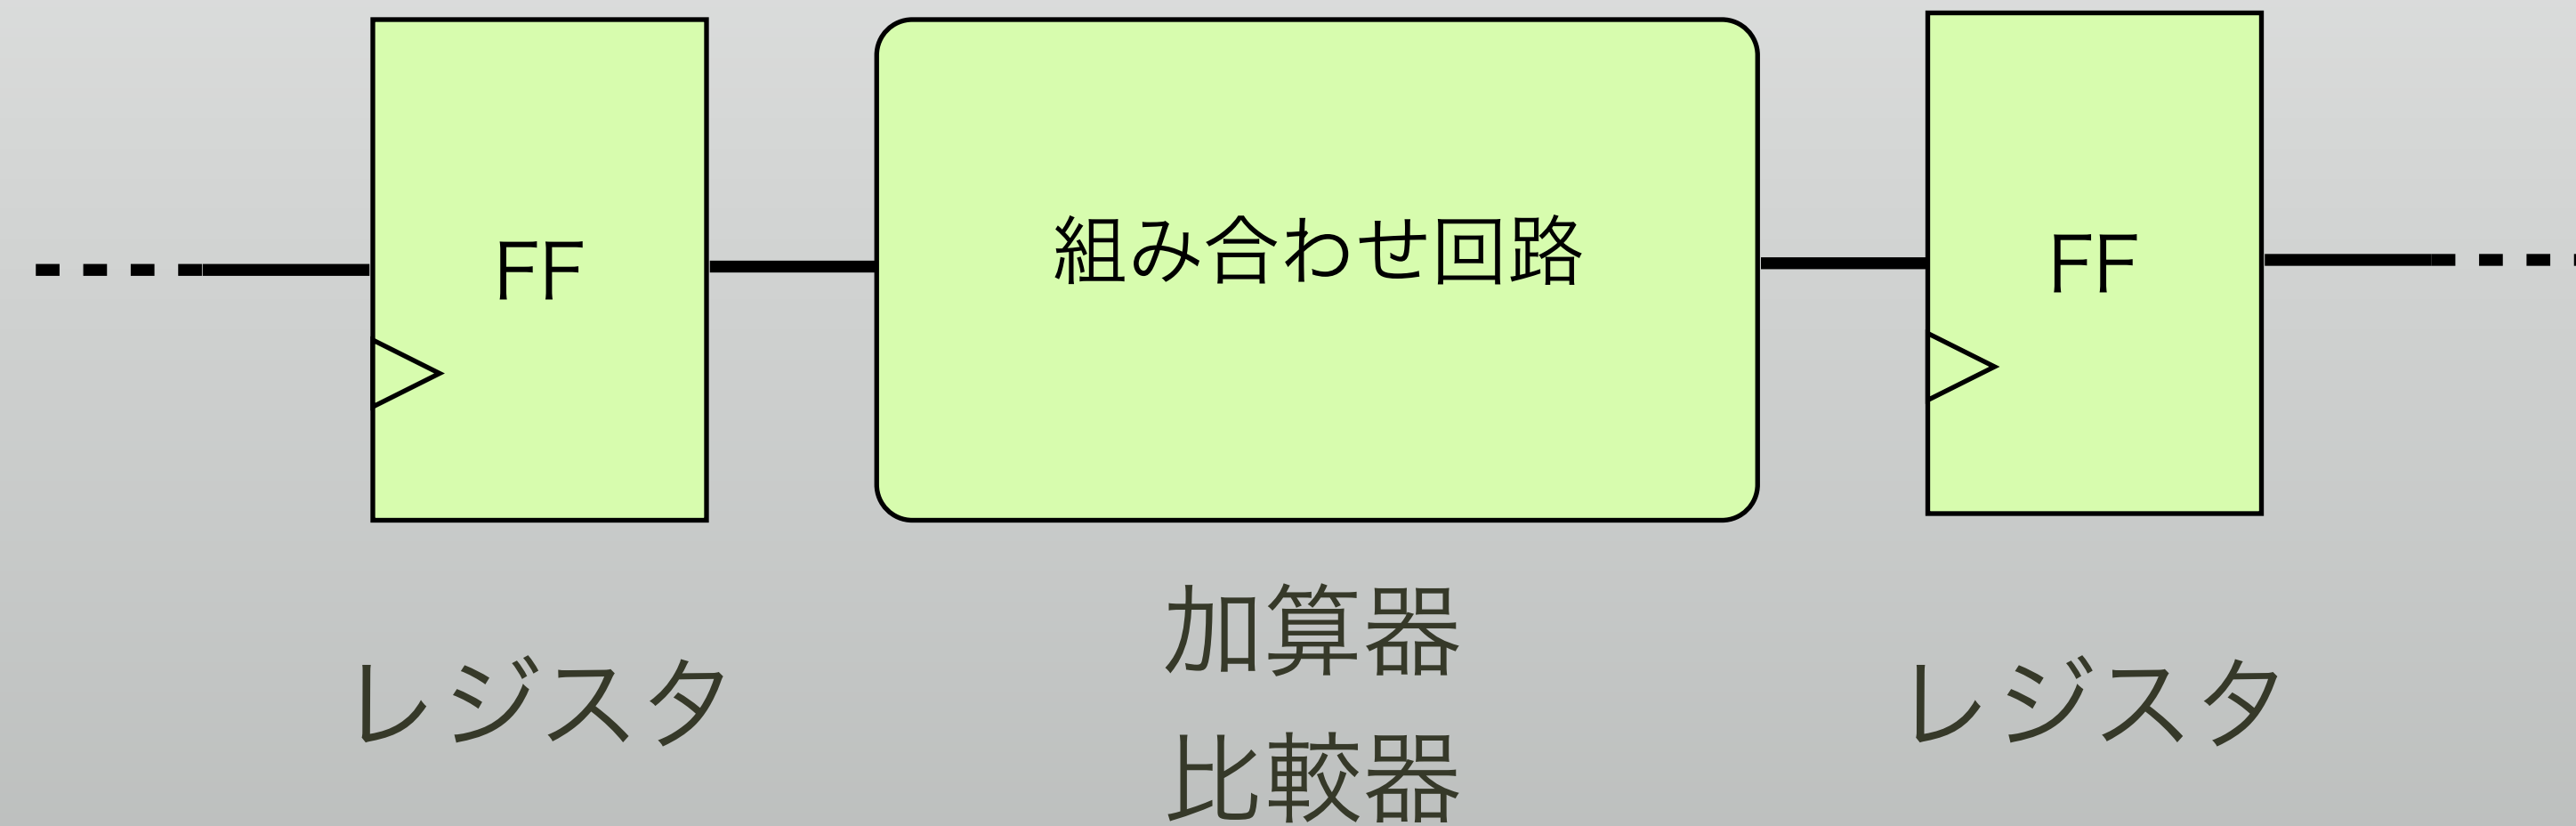 FF
組み合わせ回路
FF
レジスタ
加算器
比較器
レジスタ